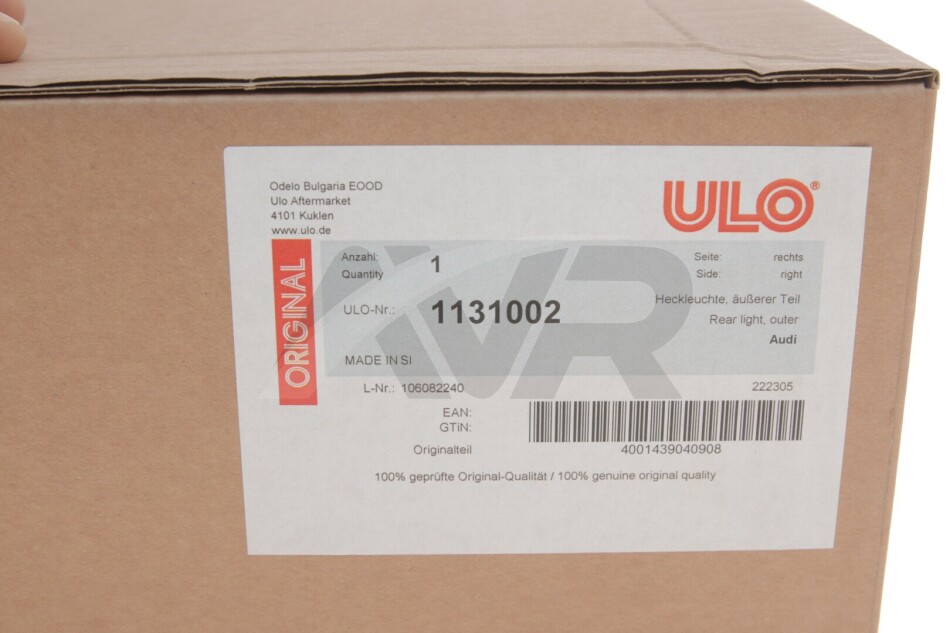 Odelo Bulgaria EOOD
Ulo Aftermarket
4101 Kuklen
www.ulo.de
ULO®
ORIGINAL
Anzahl: 1 Seite: rechts
Quantity Side: right
ULO-Nr.: 1131002 Heckleuchte, äußerer Teil
Rear light, outer
Audi
MADE IN SI
L-Nr.: 106082240 222305
EAN:
GTiN:
4001439040908
Originalteil
100% geprüfte Original-Qualität / 100% genuine original quality
AVR